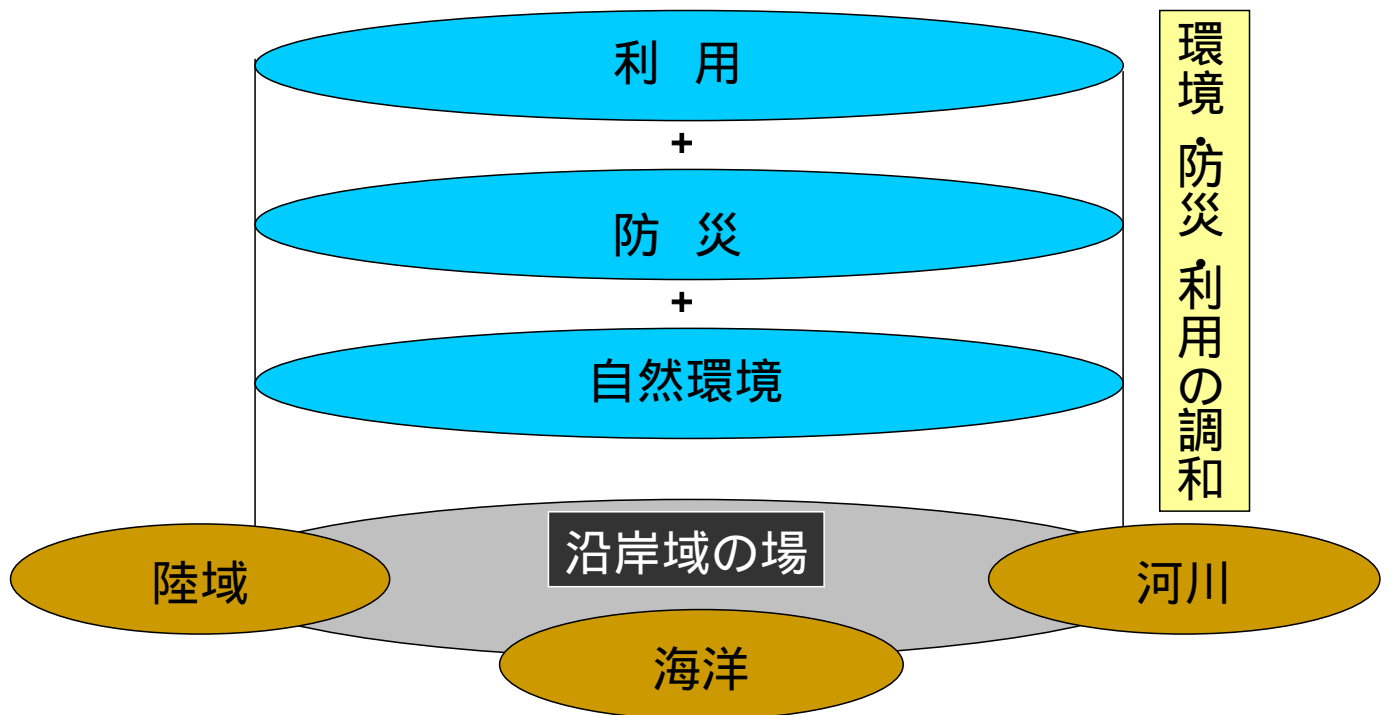 利 用
+
防 災
+
自然環境
沿岸域の場
陸域
河川
海洋
環境・防災・利用の調和